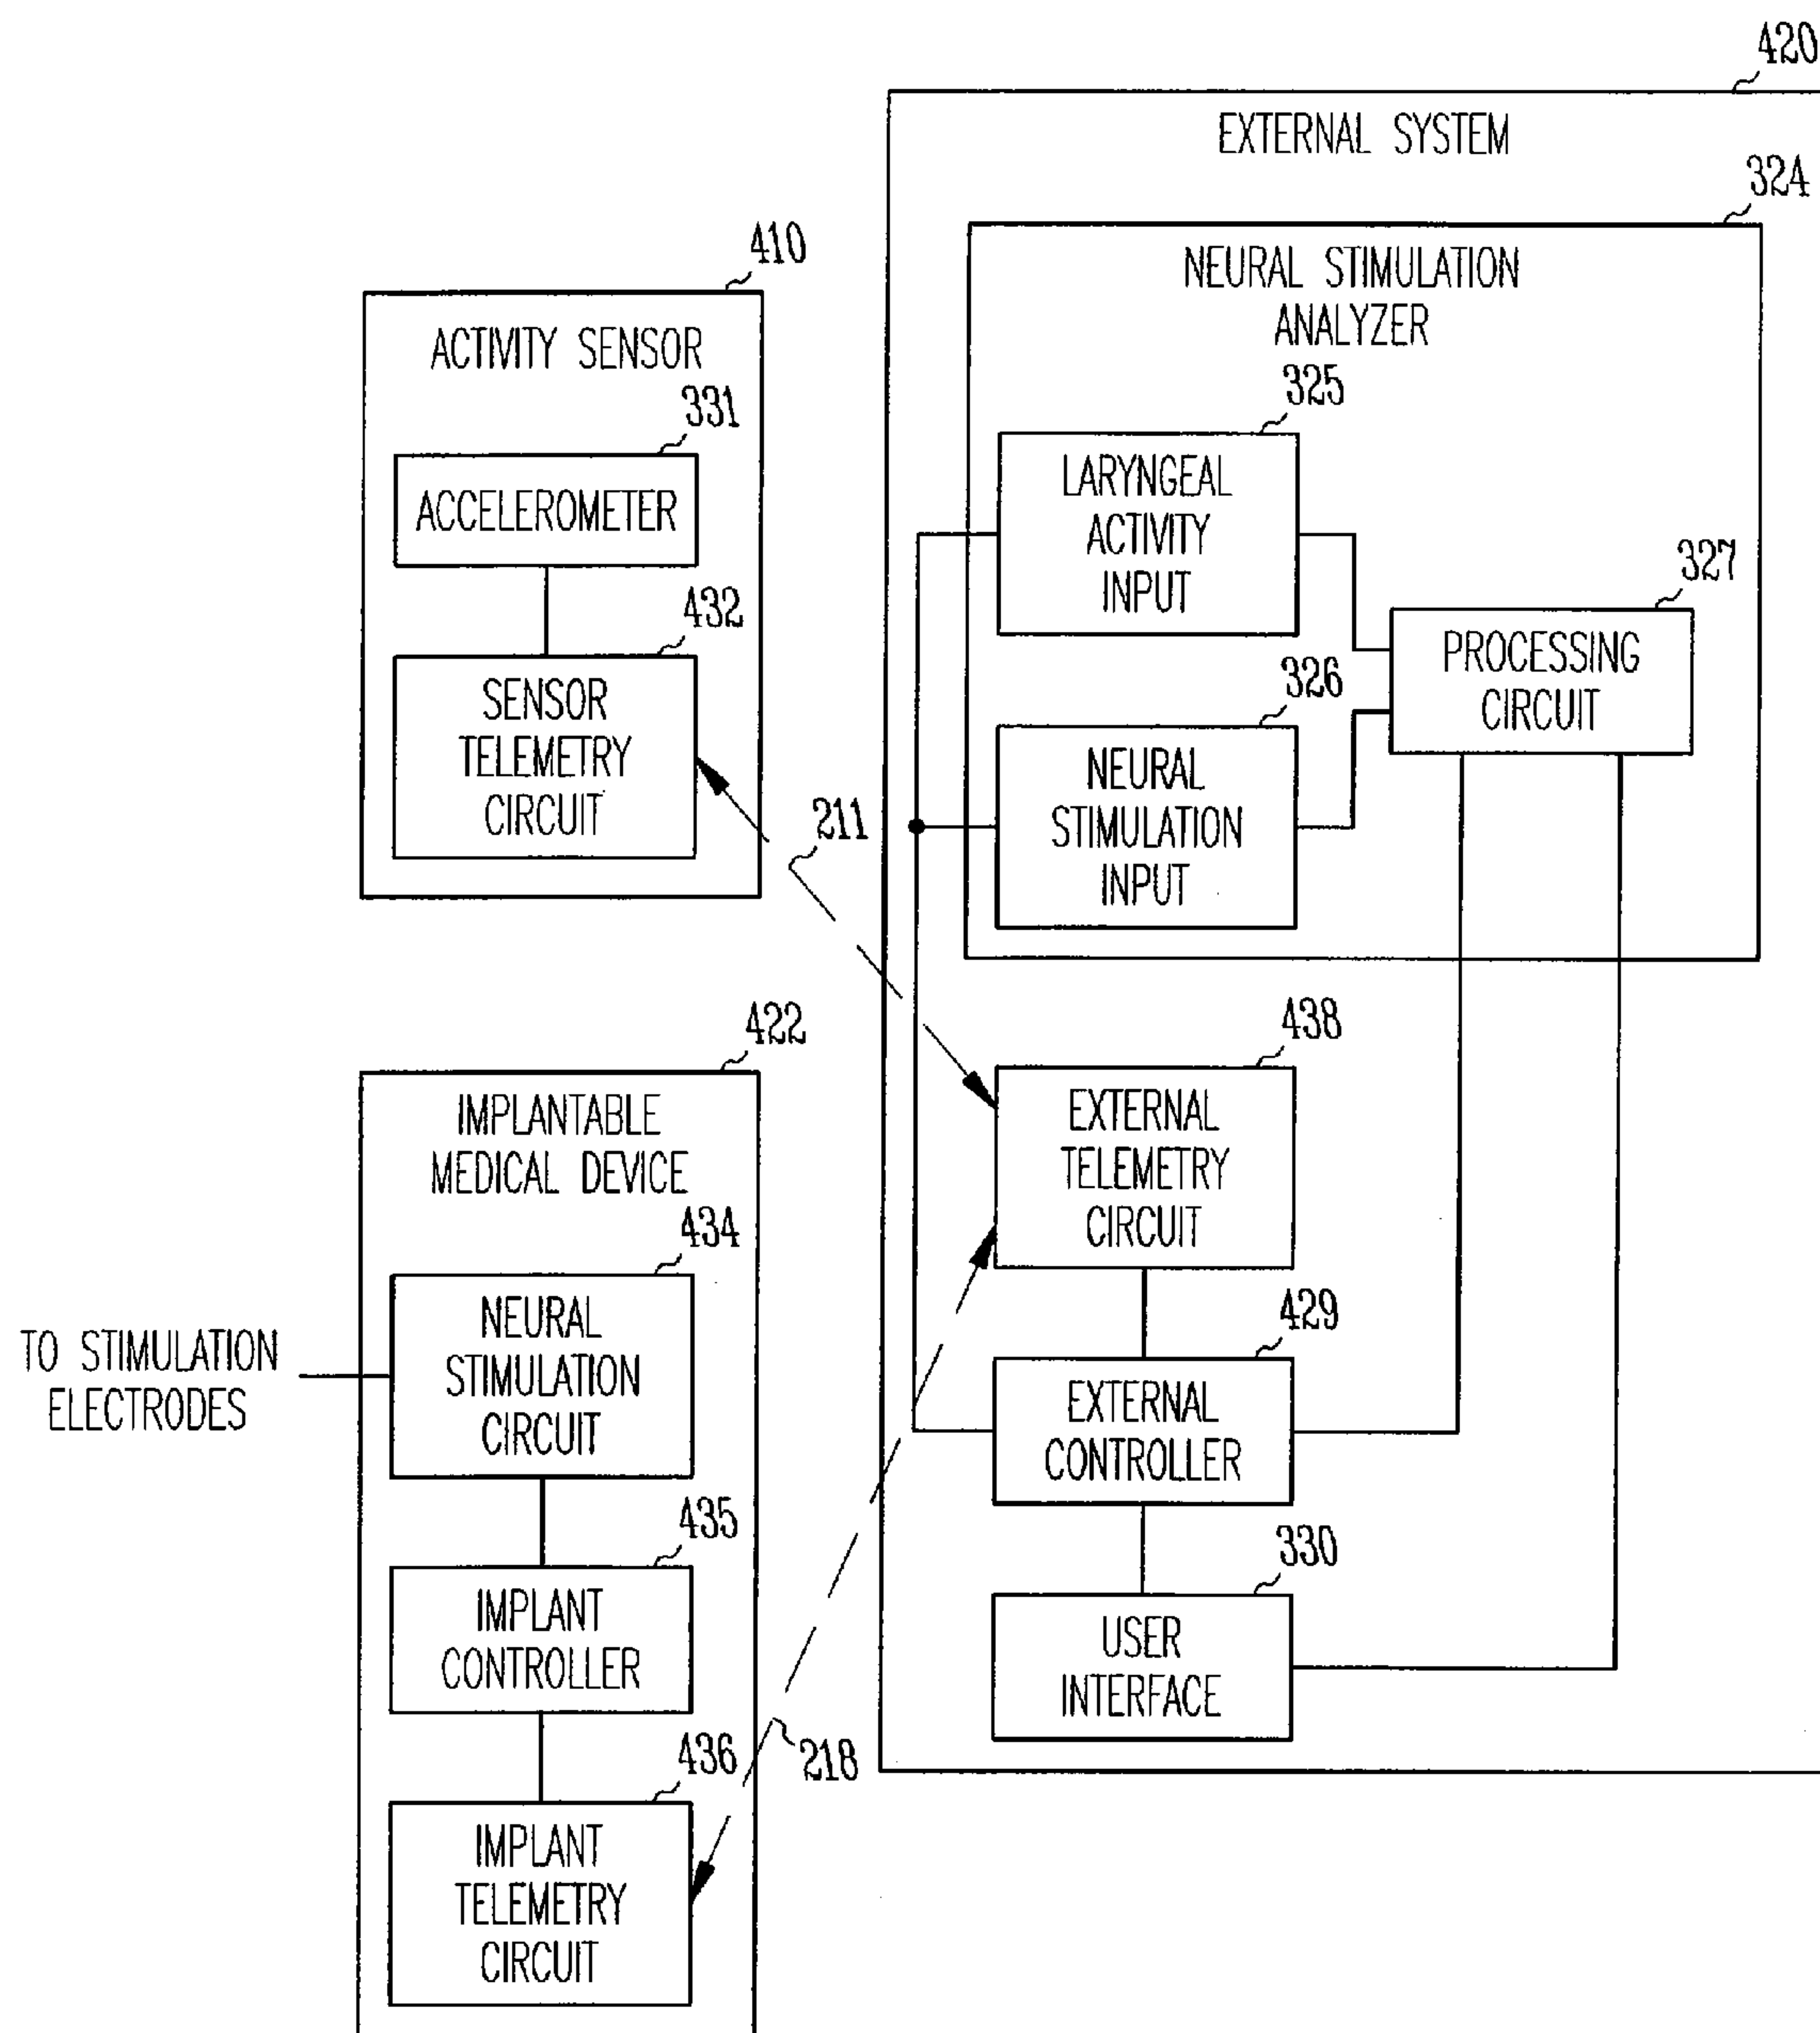 420
EXTERNAL SYSTEM
324
NEURAL STIMULATION
ANALYZER
325
LARYNGEAL
ACTIVITY
INPUT
327
PROCESSING
CIRCUIT
326
NEURAL
STIMULATION
INPUT
410
ACTIVITY SENSOR
331
ACCELEROMETER
432
SENSOR
TELEMETRY
CIRCUIT
211
438
EXTERNAL
TELEMETRY
CIRCUIT
429
EXTERNAL
CONTROLLER
330
USER
INTERFACE
422
IMPLANTABLE
MEDICAL DEVICE
434
NEURAL
STIMULATION
CIRCUIT
TO STIMULATION
ELECTRODES
435
IMPLANT
CONTROLLER
436
IMPLANT
TELEMETRY
CIRCUIT
218